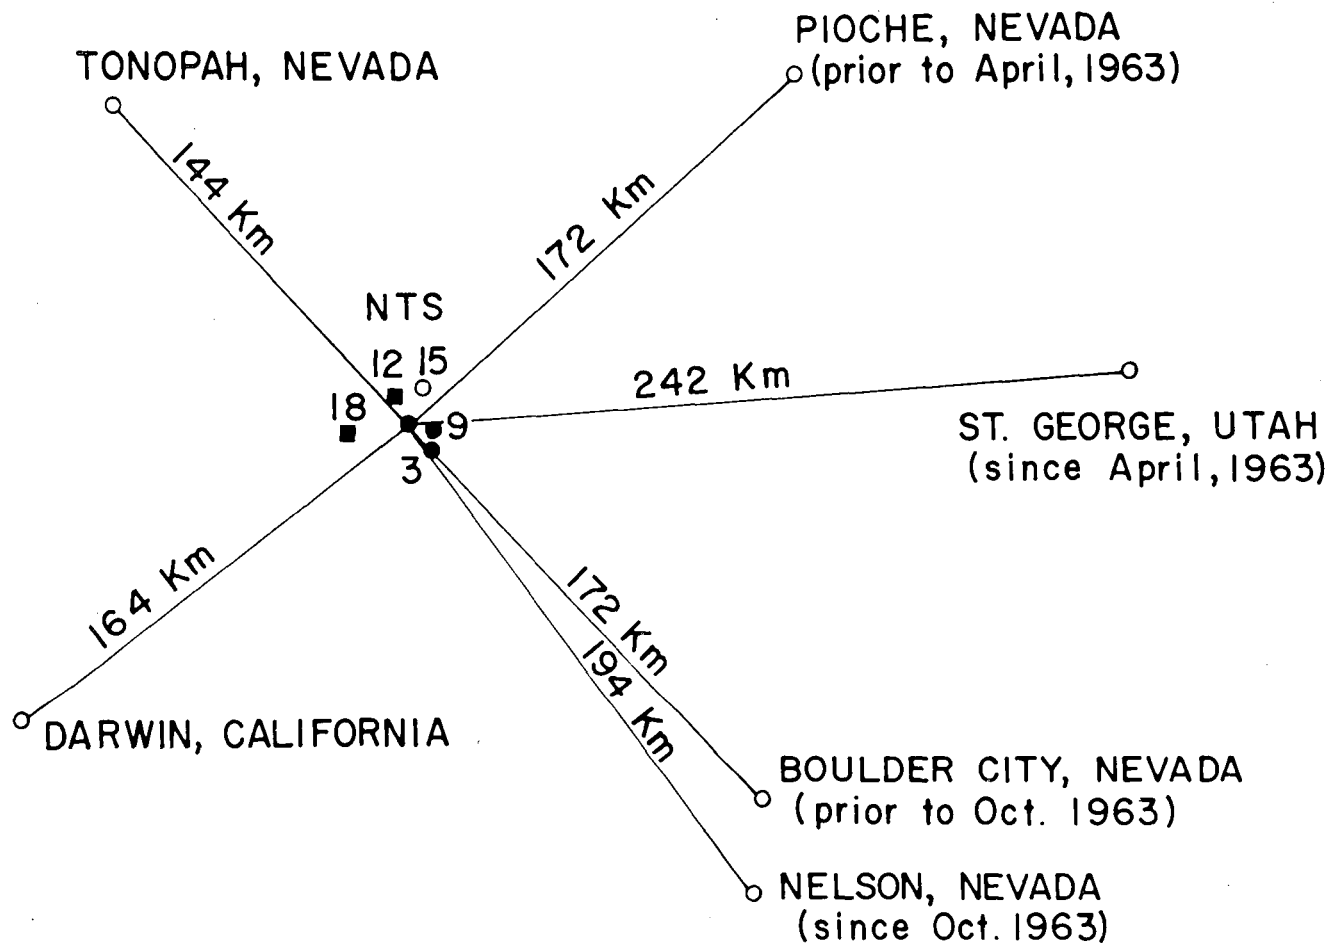 PIOCHE, NEVADA
(prior to April, 1963)
TONOPAH, NEVADA
144 Km
172 Km
NTS
12 15
18
9
3
242 Km
ST. GEORGE, UTAH
(since April, 1963)
164 Km
DARWIN, CALIFORNIA
172 Km
194 Km
BOULDER CITY, NEVADA
(prior to Oct. 1963)
NELSON, NEVADA
(since Oct. 1963)